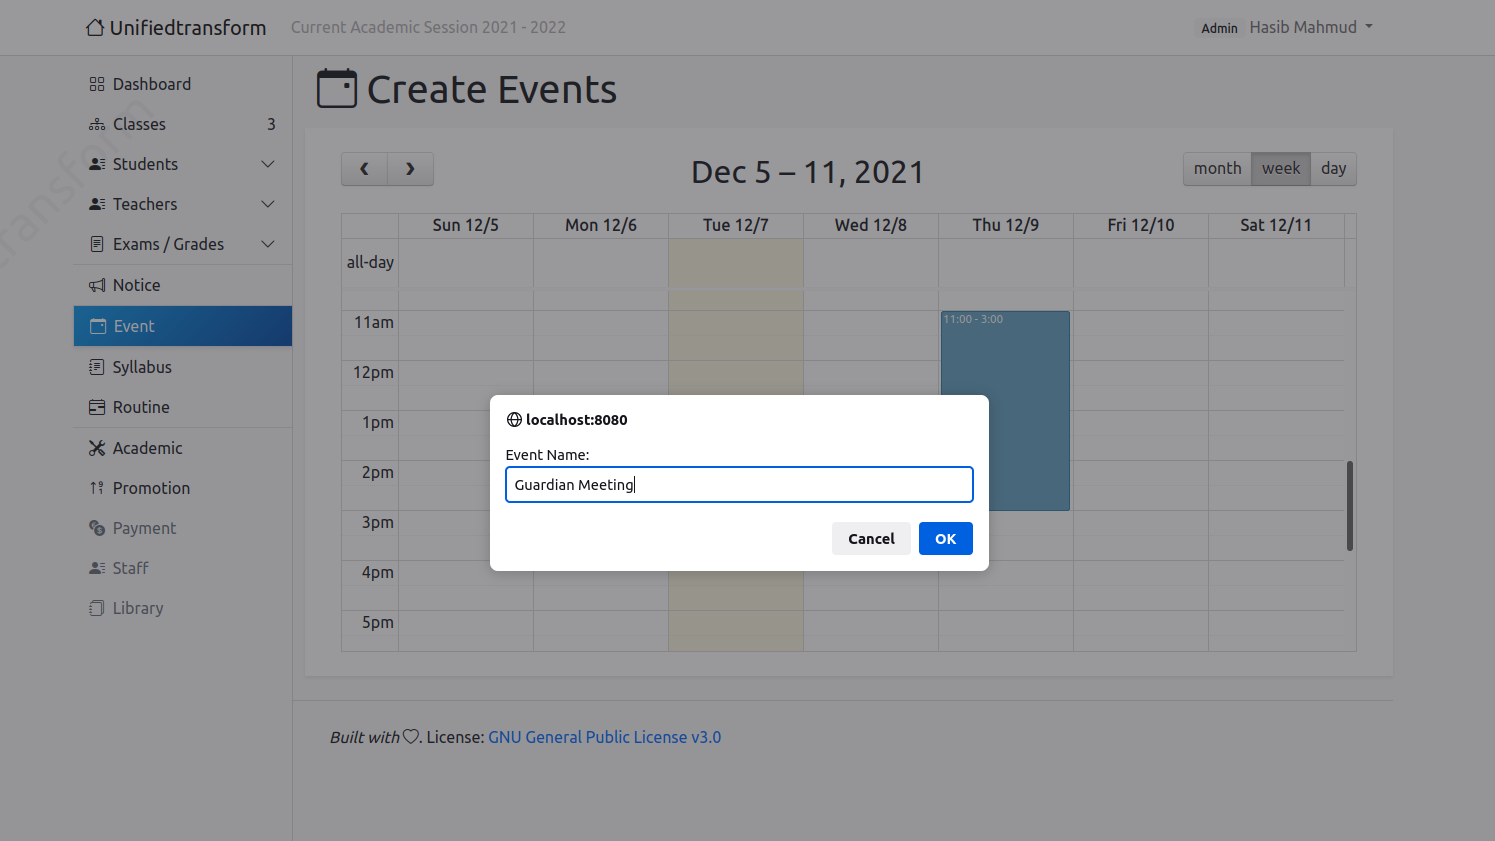 Unifiedtransform
Current Academic Session 2021 - 2022
Admin Hasib Mahmud
Dashboard
Classes 3
Students
Teachers
Exams / Grades
Notice
Event
Syllabus
Routine
Academic
Promotion
Payment
Staff
Library
Create Events
Dec 5 – 11, 2021
month week day
Sun 12/5 Mon 12/6 Tue 12/7 Wed 12/8 Thu 12/9 Fri 12/10 Sat 12/11
all-day
11am
11:00 - 3:00
12pm
1pm
2pm
3pm
4pm
5pm
localhost:8080
Event Name:
Guardian Meeting
Cancel OK
Built with . License: GNU General Public License v3.0